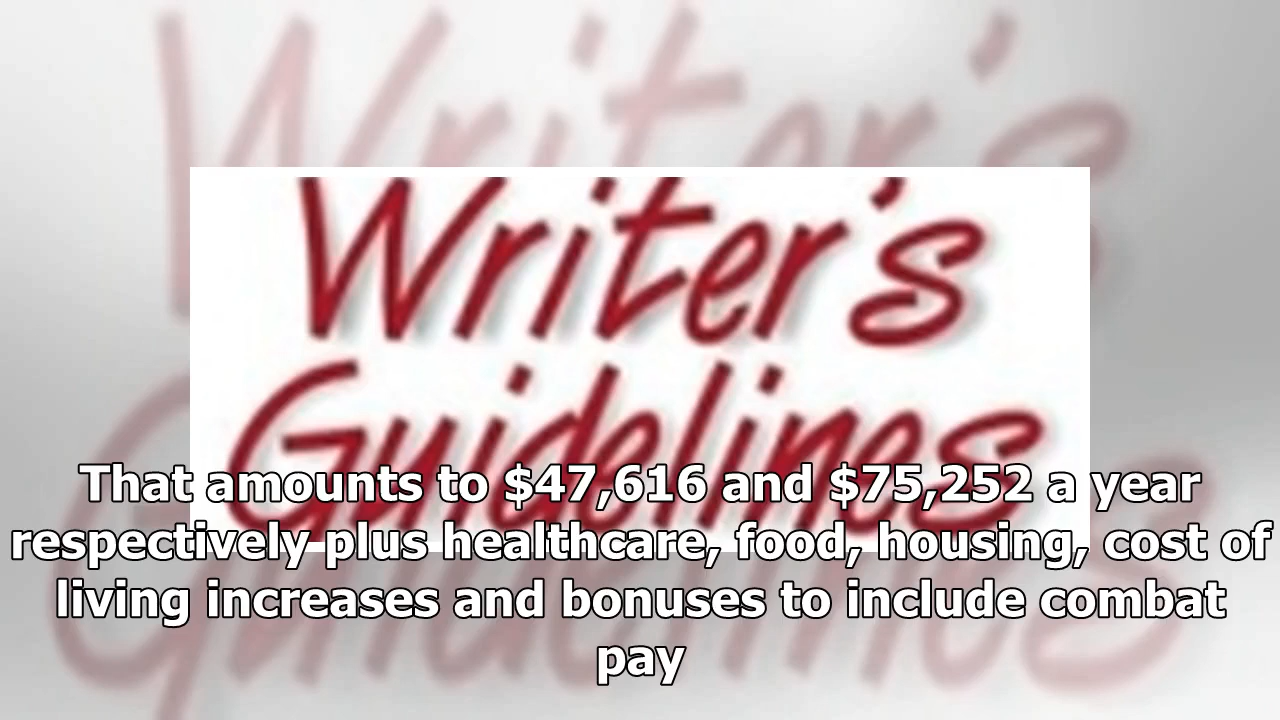 Writer's
Guidelines
That amounts to $47,616 and $75,252 a year
respectively plus healthcare, food, housing, cost of
living increases and bonuses to include combat
pay